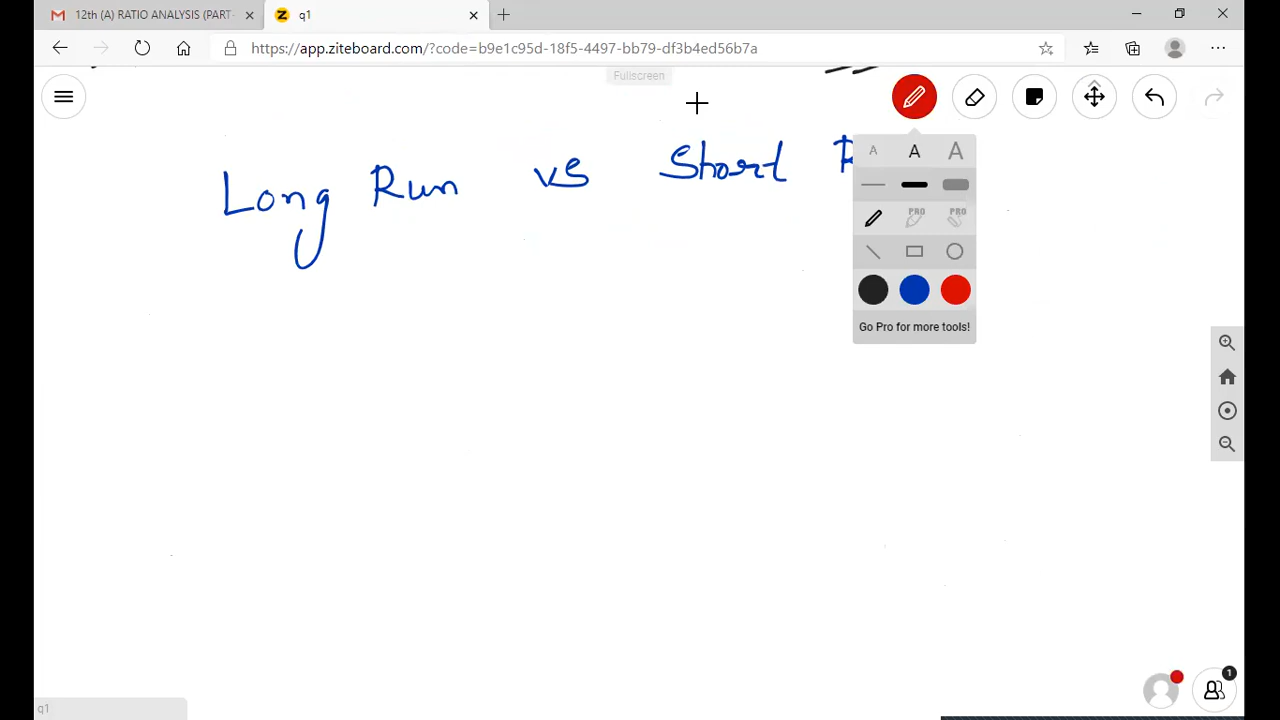 12th (A) RATIO ANALYSIS (PART-
q1
https://app.ziteboard.com/?code=b9e1c95d-18f5-4497-bb79-df3b4ed56b7a
Fullscreen
Long Run vs Short R
A A A
PRO PRO
Go Pro for more tools!
1
q1